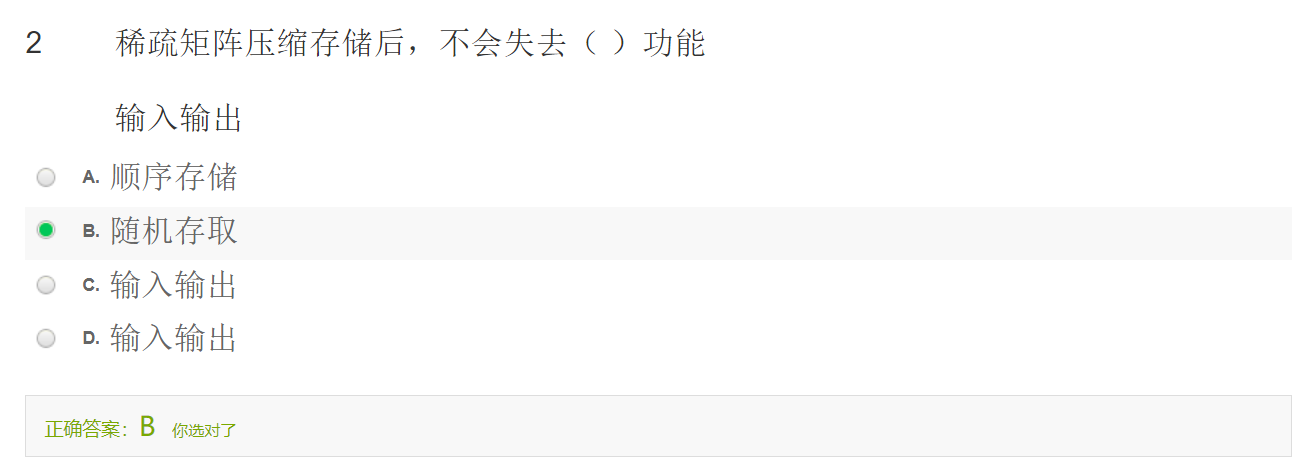 2 稀疏矩阵压缩存储后，不会失去（ ）功能
输入输出
A. 顺序存储
B. 随机存取
C. 输入输出
D. 输入输出
正确答案：B 你选对了